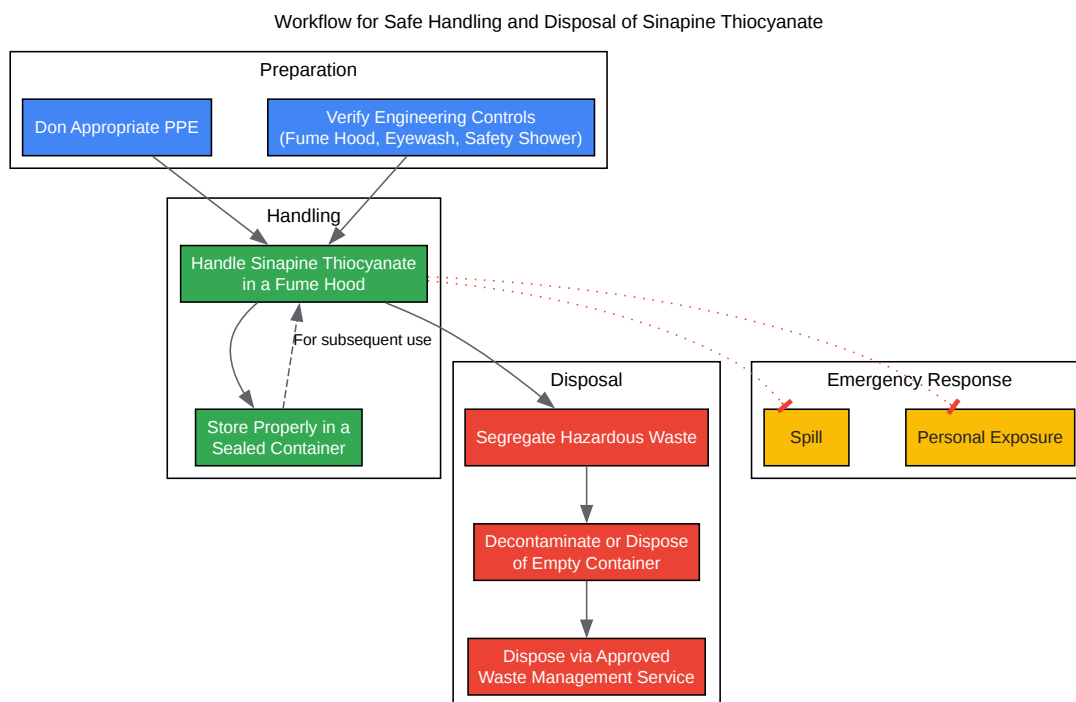 Workflow for Safe Handling and Disposal of Sinapine Thiocyanate
Preparation
Don Appropriate PPE
Verify Engineering Controls
(Fume Hood, Eyewash, Safety Shower)
Handling
Handle Sinapine Thiocyanate
in a Fume Hood
For subsequent use
Store Properly in a
Sealed Container
Disposal
Segregate Hazardous Waste
Decontaminate or Dispose
of Empty Container
Dispose via Approved
Waste Management Service
Emergency Response
Spill
Personal Exposure